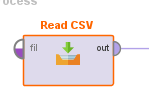 ocess
Read CSV
fil out